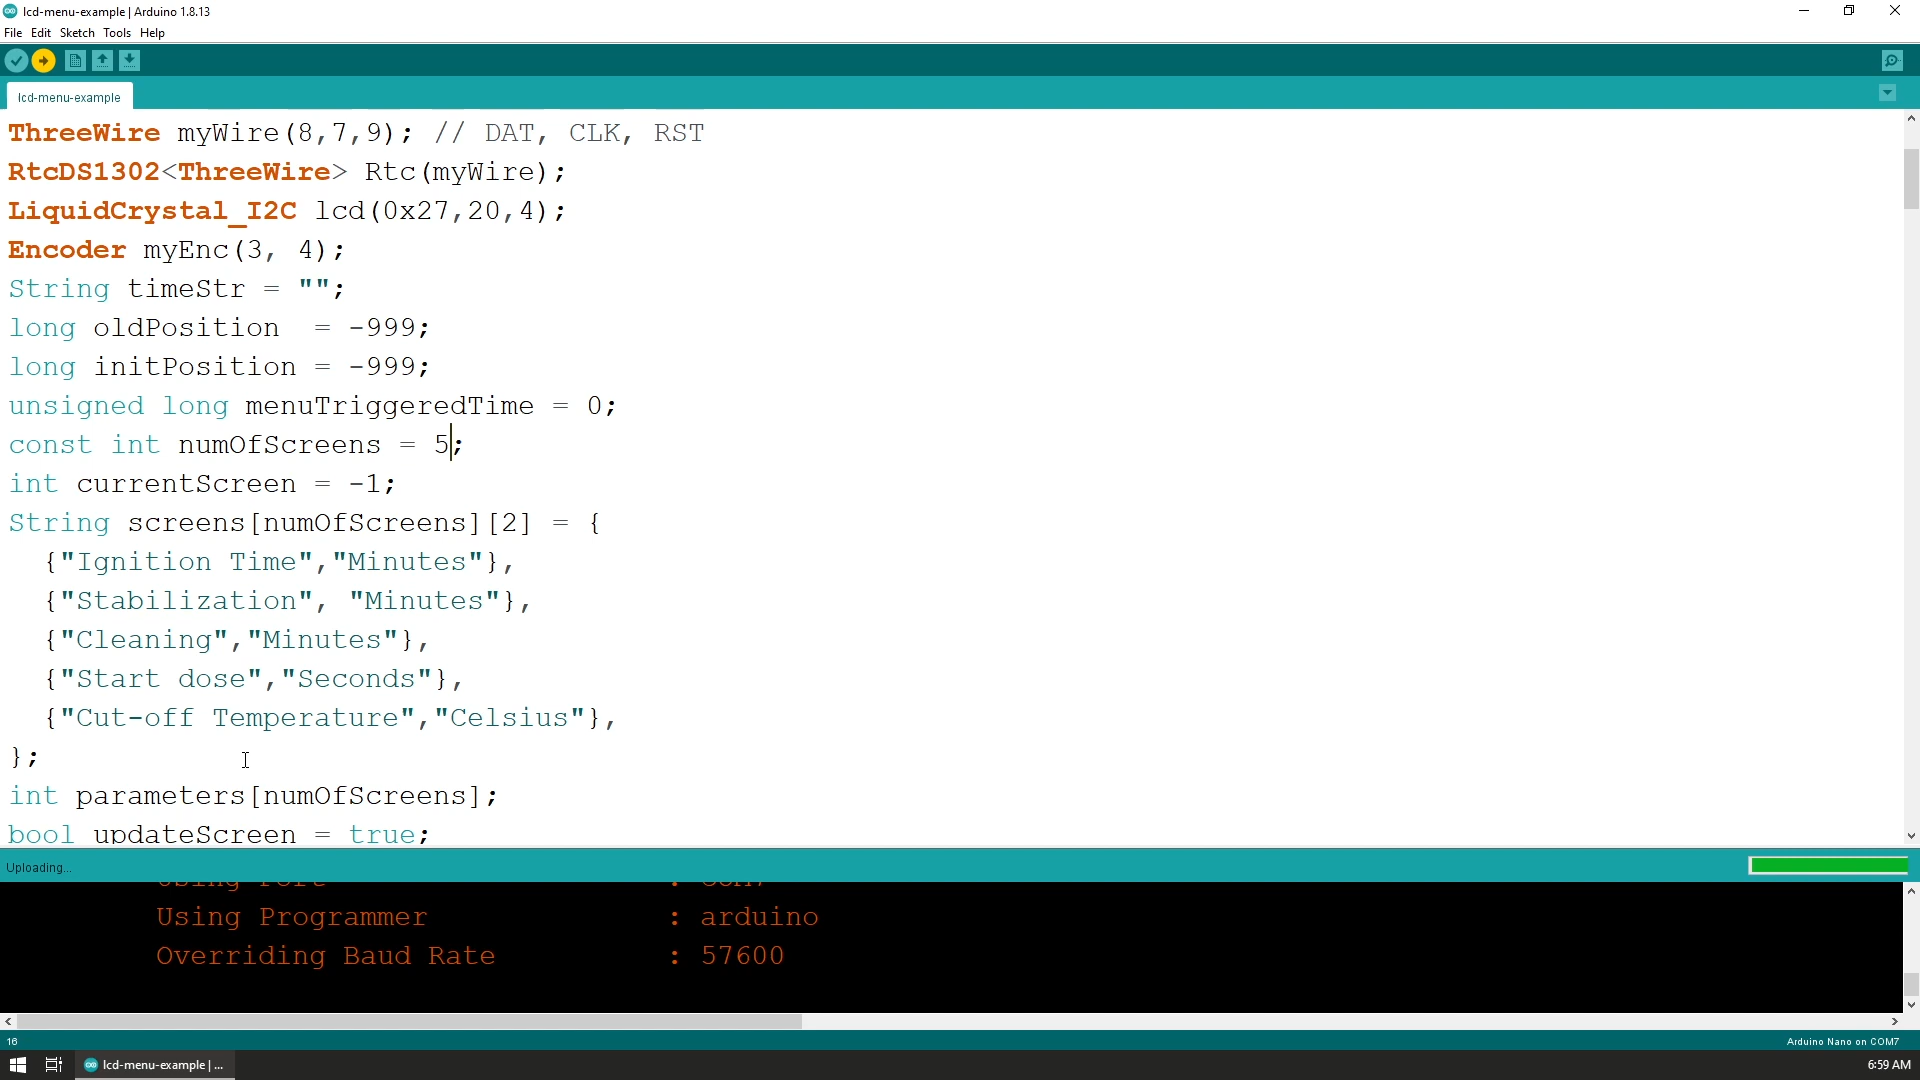 lcd-menu-example | Arduino 1.8.13
File Edit Sketch Tools Help
lcd-menu-example
ThreeWire myWire(8,7,9); // DAT, CLK, RST
RtcDS1302<ThreeWire> Rtc(myWire);
LiquidCrystal_I2C lcd(0x27,20,4);
Encoder myEnc(3, 4);
String timeStr = "";
long oldPosition  = -999;
long initPosition = -999;
unsigned long menuTriggeredTime = 0;
const int numOfScreens = 5;
int currentScreen = -1;
String screens[numOfScreens][2] = {
  {"Ignition Time","Minutes"},
  {"Stabilization", "Minutes"},
  {"Cleaning","Minutes"},
  {"Start dose","Seconds"},
  {"Cut-off Temperature","Celsius"},
};
int parameters[numOfScreens];
bool updateScreen = true;
Uploading...
Using Port : COM7
Using Programmer : arduino
Overriding Baud Rate : 57600
16 Arduino Nano on COM7
lcd-menu-example | ... 6:59 AM